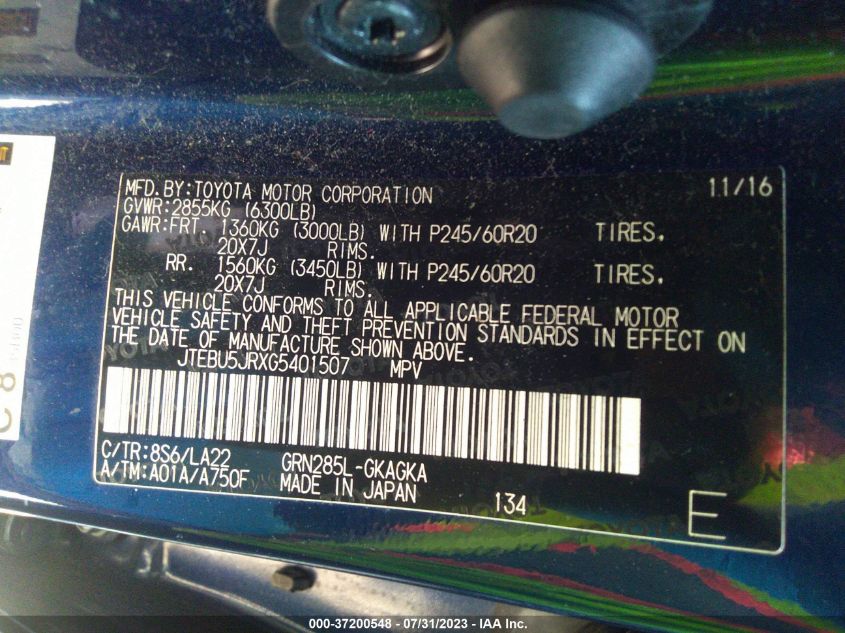 MFD.BY:TOYOTA MOTOR CORPORATION 11/16
GVWR:2855KG (6300LB)
GAWR:FRT. 1360KG (3000LB) WITH P245/60R20 TIRES.
20X7J RIMS.
RR. 1560KG (3450LB) WITH P245/60R20 TIRES.
20X7J RIMS.
THIS VEHICLE CONFORMS TO ALL APPLICABLE FEDERAL MOTOR
VEHICLE SAFETY AND THEFT PREVENTION STANDARDS IN EFFECT ON
THE DATE OF MANUFACTURE SHOWN ABOVE.
JTEBU5JRXG5401507 MPV
C/TR:8S6/LA22 GRN285L-GKAGKA
A/TM:A01A/A750F MADE IN JAPAN 134 E
C 8
000-37200548 - 07/31/2023 - IAA Inc.